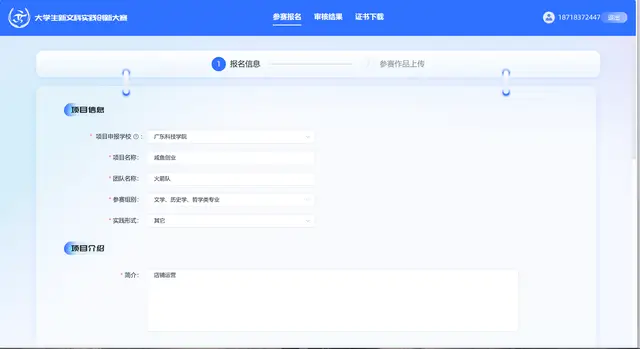 大学生新文科实践创新大赛
参赛报名 审核结果 证书下载
18718372447 退出
1 报名信息 参赛作品上传
项目信息
* 项目申报学校 ? : 广东科技学院
* 项目名称: 咸鱼创业
* 团队名称: 火箭队
* 参赛组别: 文学、历史学、哲学类专业
* 实践形式: 其它
项目介绍
* 简介: 店铺运营